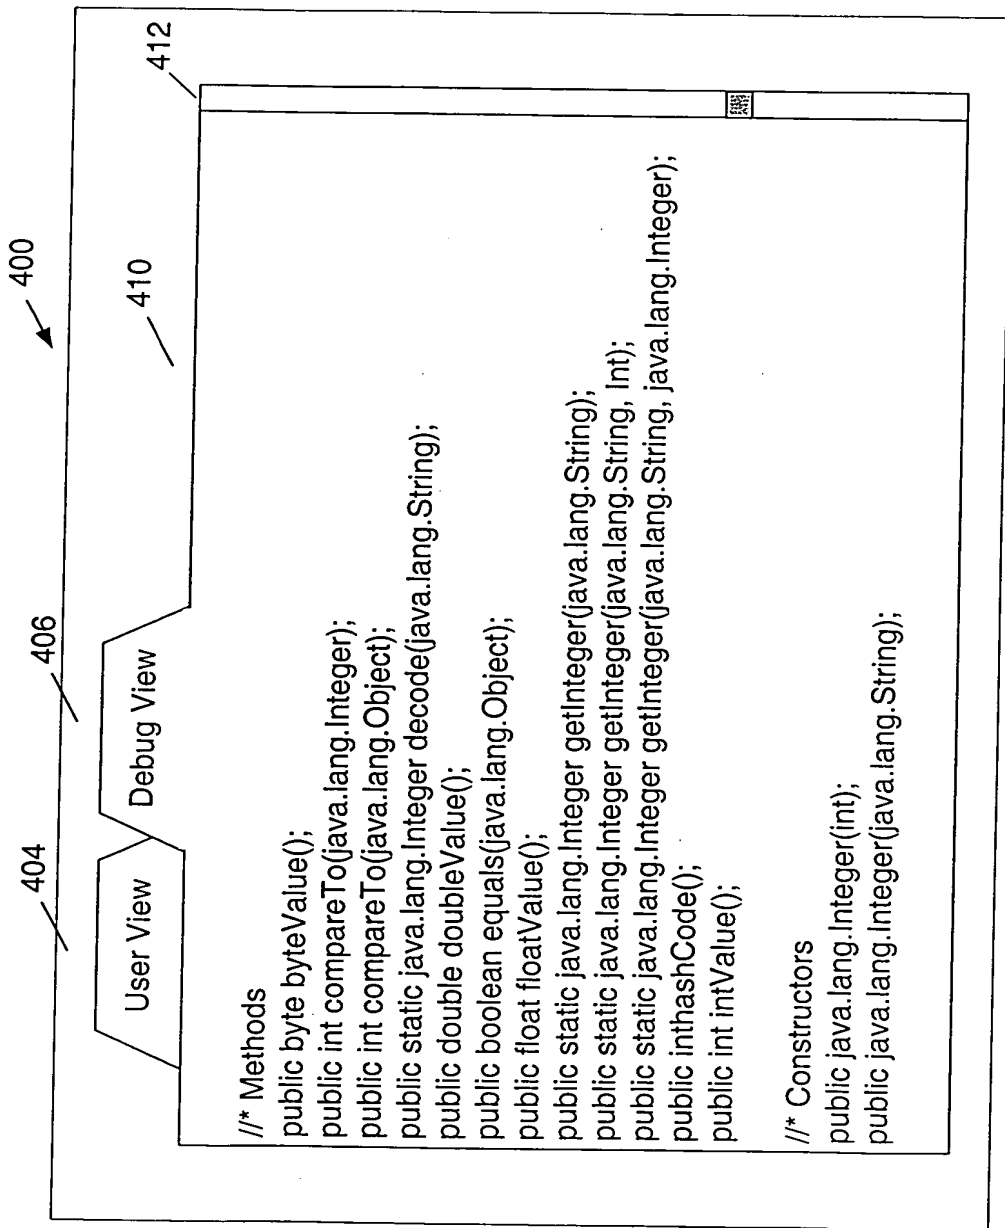 400
404
406
410
412
User View
Debug View
//* Methods
public byte byteValue();
public int compareTo(java.lang.Integer);
public int compareTo(java.lang.Object);
public static java.lang.Integer decode(java.lang.String);
public double doubleValue();
public boolean equals(java.lang.Object);
public float floatValue();
public static java.lang.Integer getInteger(java.lang.String);
public static java.lang.Integer getInteger(java.lang.String, Int);
public static java.lang.Integer getInteger(java.lang.String, java.lang.Integer);
public inthashCode();
public int intValue();
//* Constructors
public java.lang.Integer(int);
public java.lang.Integer(java.lang.String);